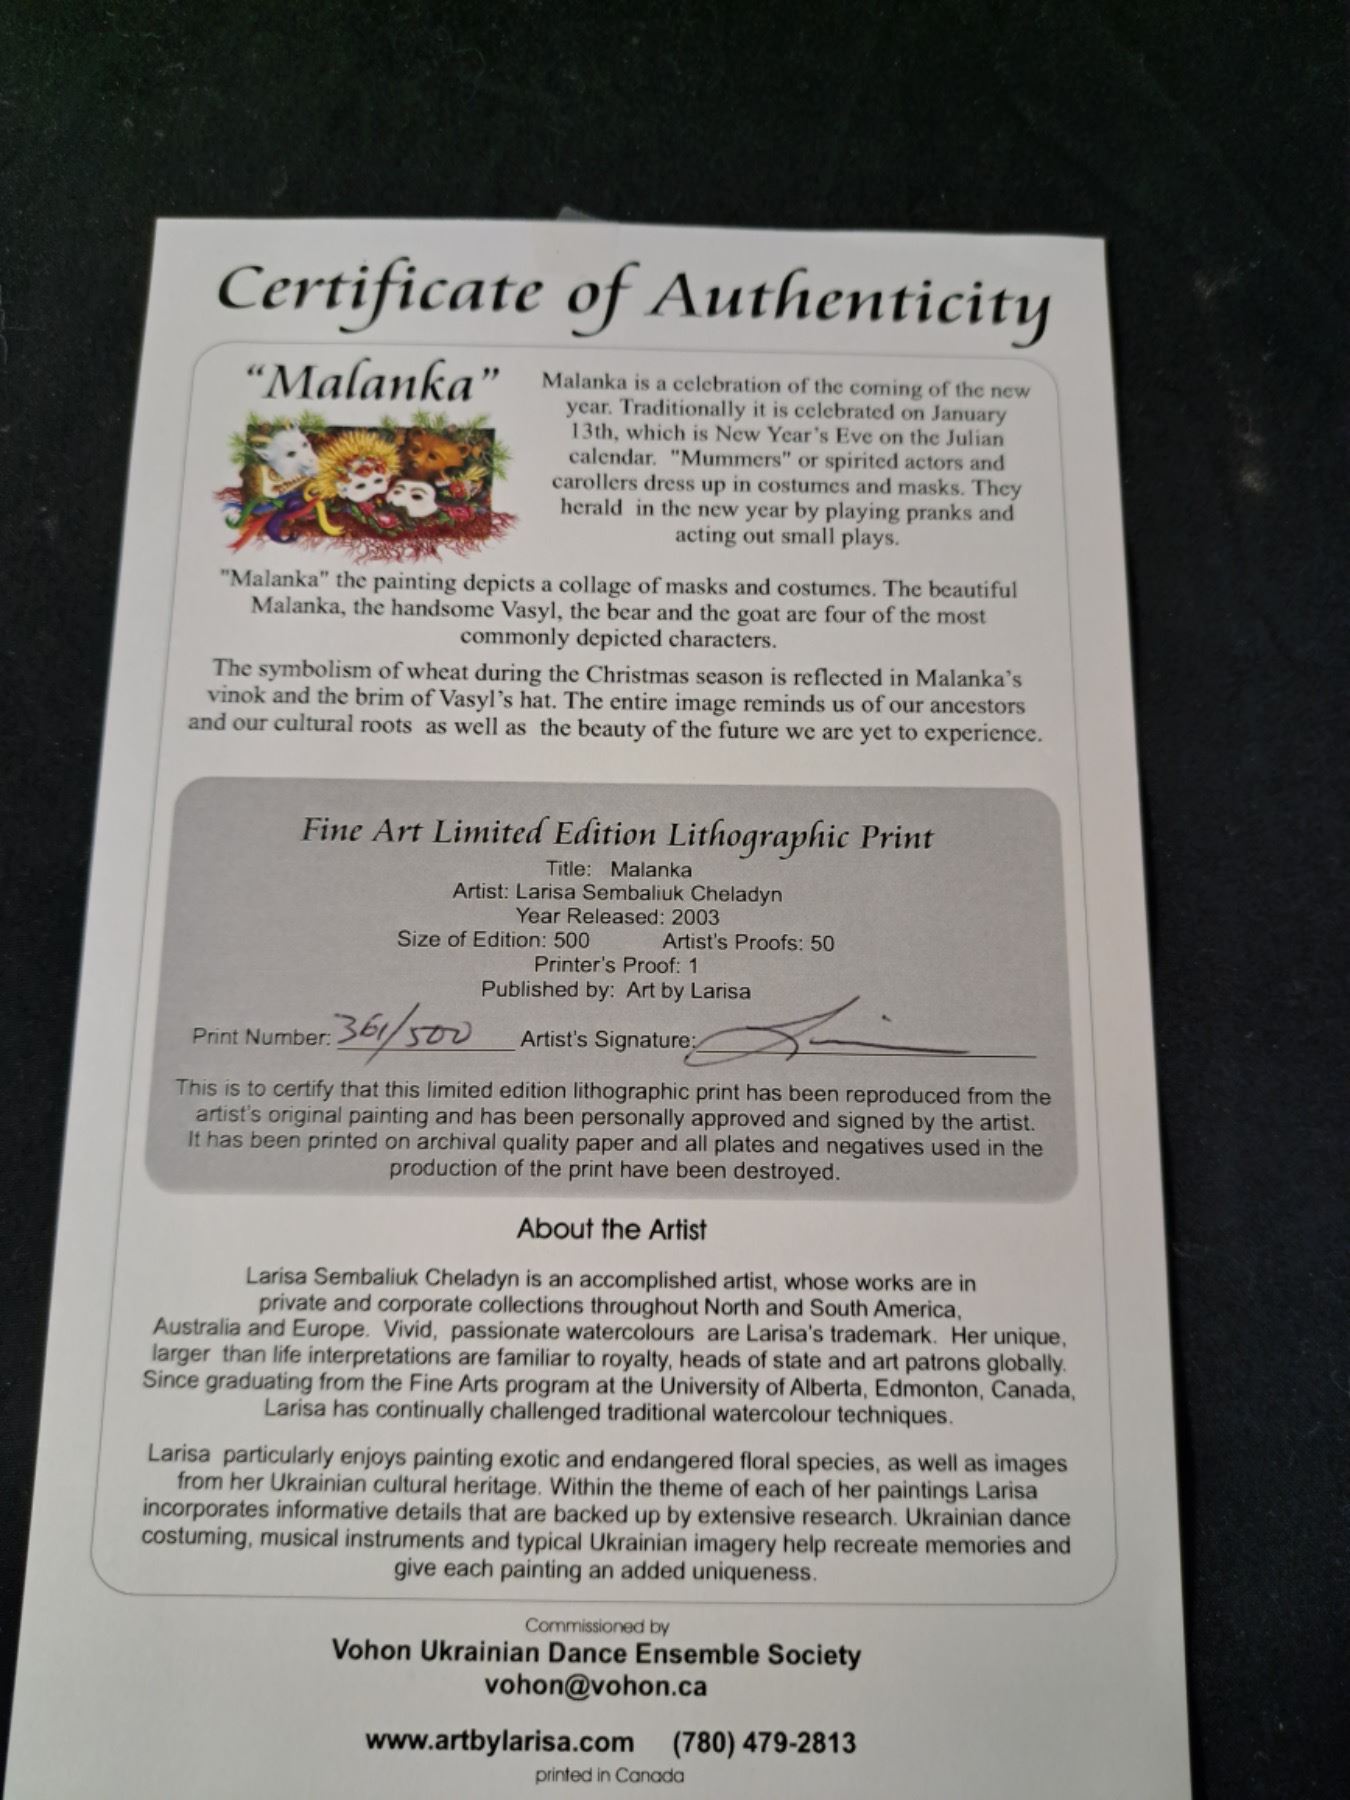 Certificate of Authenticity
"Malanka"
Malanka is a celebration of the coming of the new
year. Traditionally it is celebrated on January
13th, which is New Year's Eve on the Julian
calendar. "Mummers" or spirited actors and
carollers dress up in costumes and masks. They
herald in the new year by playing pranks and
acting out small plays.
"Malanka" the painting depicts a collage of masks and costumes. The beautiful
Malanka, the handsome Vasyl, the bear and the goat are four of the most
commonly depicted characters.
The symbolism of wheat during the Christmas season is reflected in Malanka's
vinok and the brim of Vasyl's hat. The entire image reminds us of our ancestors
and our cultural roots as well as the beauty of the future we are yet to experience.
Fine Art Limited Edition Lithographic Print
Title: Malanka
Artist: Larisa Sembaliuk Cheladyn
Year Released: 2003
Size of Edition: 500 Artist's Proofs: 50
Printer's Proof: 1
Published by: Art by Larisa
Print Number: 361/500 Artist's Signature:
This is to certify that this limited edition lithographic print has been reproduced from the
artist's original painting and has been personally approved and signed by the artist.
It has been printed on archival quality paper and all plates and negatives used in the
production of the print have been destroyed.
About the Artist
Larisa Sembaliuk Cheladyn is an accomplished artist, whose works are in
private and corporate collections throughout North and South America,
Australia and Europe. Vivid, passionate watercolours are Larisa's trademark. Her unique,
larger than life interpretations are familiar to royalty, heads of state and art patrons globally.
Since graduating from the Fine Arts program at the University of Alberta, Edmonton, Canada,
Larisa has continually challenged traditional watercolour techniques.
Larisa particularly enjoys painting exotic and endangered floral species, as well as images
from her Ukrainian cultural heritage. Within the theme of each of her paintings Larisa
incorporates informative details that are backed up by extensive research. Ukrainian dance
costuming, musical instruments and typical Ukrainian imagery help recreate memories and
give each painting an added uniqueness.
Commissioned by
Vohon Ukrainian Dance Ensemble Society
vohon@vohon.ca
www.artbylarisa.com (780) 479-2813
printed in Canada